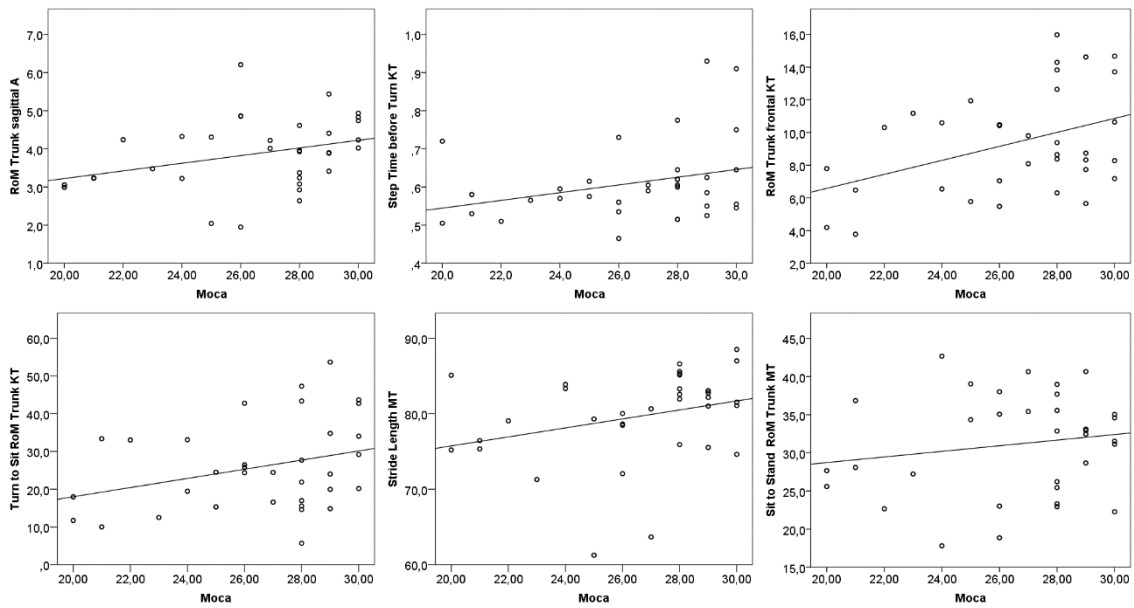 RoM Trunk sagittal A
7,0
6,0
5,0
4,0
3,0
2,0
1,0
20,00 22,00 24,00 26,00 28,00 30,00
Moca
Step Time before Turn KT
1,0
,9
,8
,7
,6
,5
,4
20,00 22,00 24,00 26,00 28,00 30,00
Moca
RoM Trunk frontal KT
16,0
14,0
12,0
10,0
8,0
6,0
4,0
2,0
20,00 22,00 24,00 26,00 28,00 30,00
Moca
Turn to Sit RoM Trunk KT
60,0
50,0
40,0
30,0
20,0
10,0
,0
20,00 22,00 24,00 26,00 28,00 30,00
Moca
Stride Length MT
90,0
80,0
70,0
60,0
20,00 22,00 24,00 26,00 28,00 30,00
Moca
Sit to Stand RoM Trunk MT
45,0
40,0
35,0
30,0
25,0
20,0
15,0
20,00 22,00 24,00 26,00 28,00 30,00
Moca